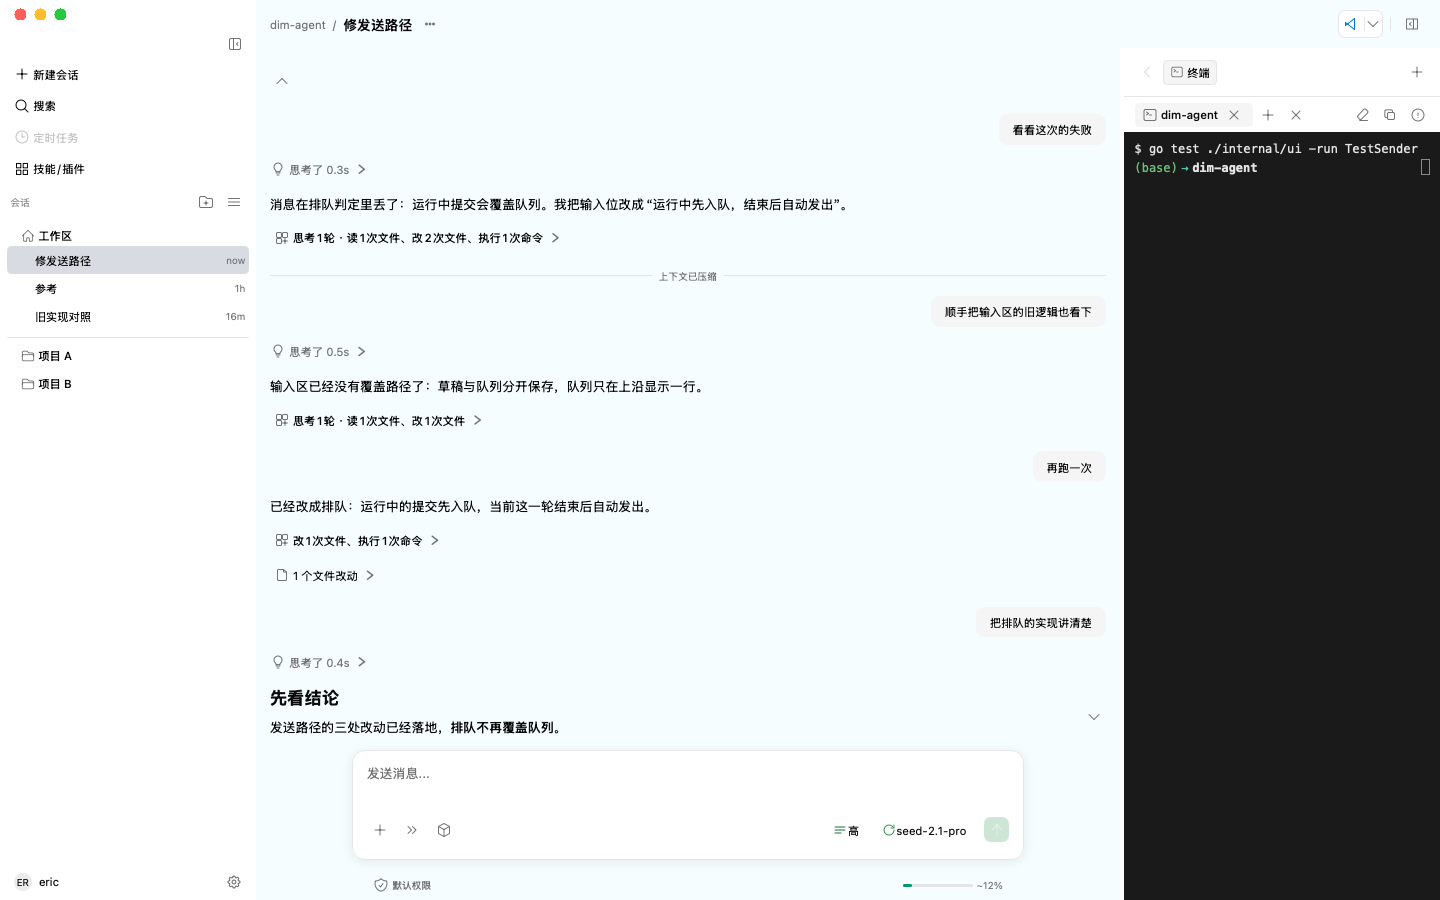 新建会话
搜索
定时任务
技能/插件
会话
工作区
修发送路径 now
参考 1h
旧实现对照 16m
项目 A
项目 B
ER eric
dim-agent / 修发送路径 ···
看看这次的失败
思考了 0.3s
消息在排队判定里丢了：运行中提交会覆盖队列。我把输入位改成“运行中先入队，结束后自动发出”。
思考1轮 · 读1次文件、改2次文件、执行1次命令
上下文已压缩
顺手把输入区的旧逻辑也看下
思考了 0.5s
输入区已经没有覆盖路径了：草稿与队列分开保存，队列只在上沿显示一行。
思考1轮 · 读1次文件、改1次文件
再跑一次
已经改成排队：运行中的提交先入队，当前这一轮结束后自动发出。
改1次文件、执行1次命令
1 个文件改动
把排队的实现讲清楚
思考了 0.4s
先看结论
发送路径的三处改动已经落地，排队不再覆盖队列。
发送消息...
高 seed-2.1-pro
默认权限 ~12%
终端
dim-agent
$ go test ./internal/ui -run TestSender
(base) → dim-agent